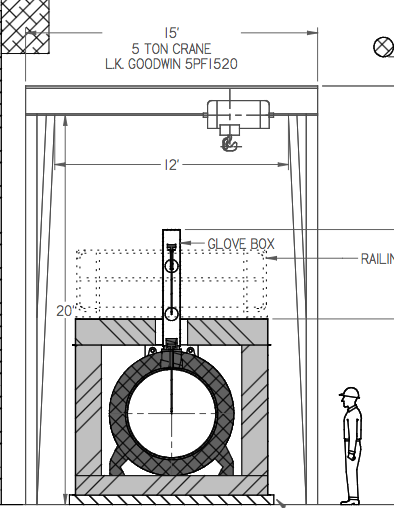 15'
5 TON CRANE
L.K. GOODWIN 5PF1520
12'
GLOVE BOX
RAILIN
20'